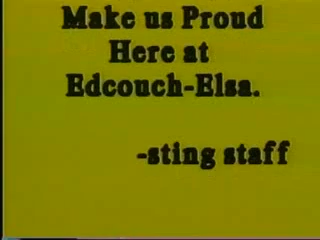 Make us Proud
Here at
Edcouch-Elsa.
-sting staff